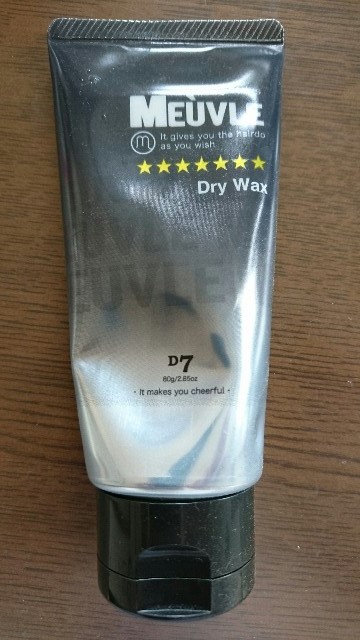 MEUVLE
m It gives you the hairdo
as you wish
Dry Wax
D7
80g/2.85oz
· It makes you cheerful ·